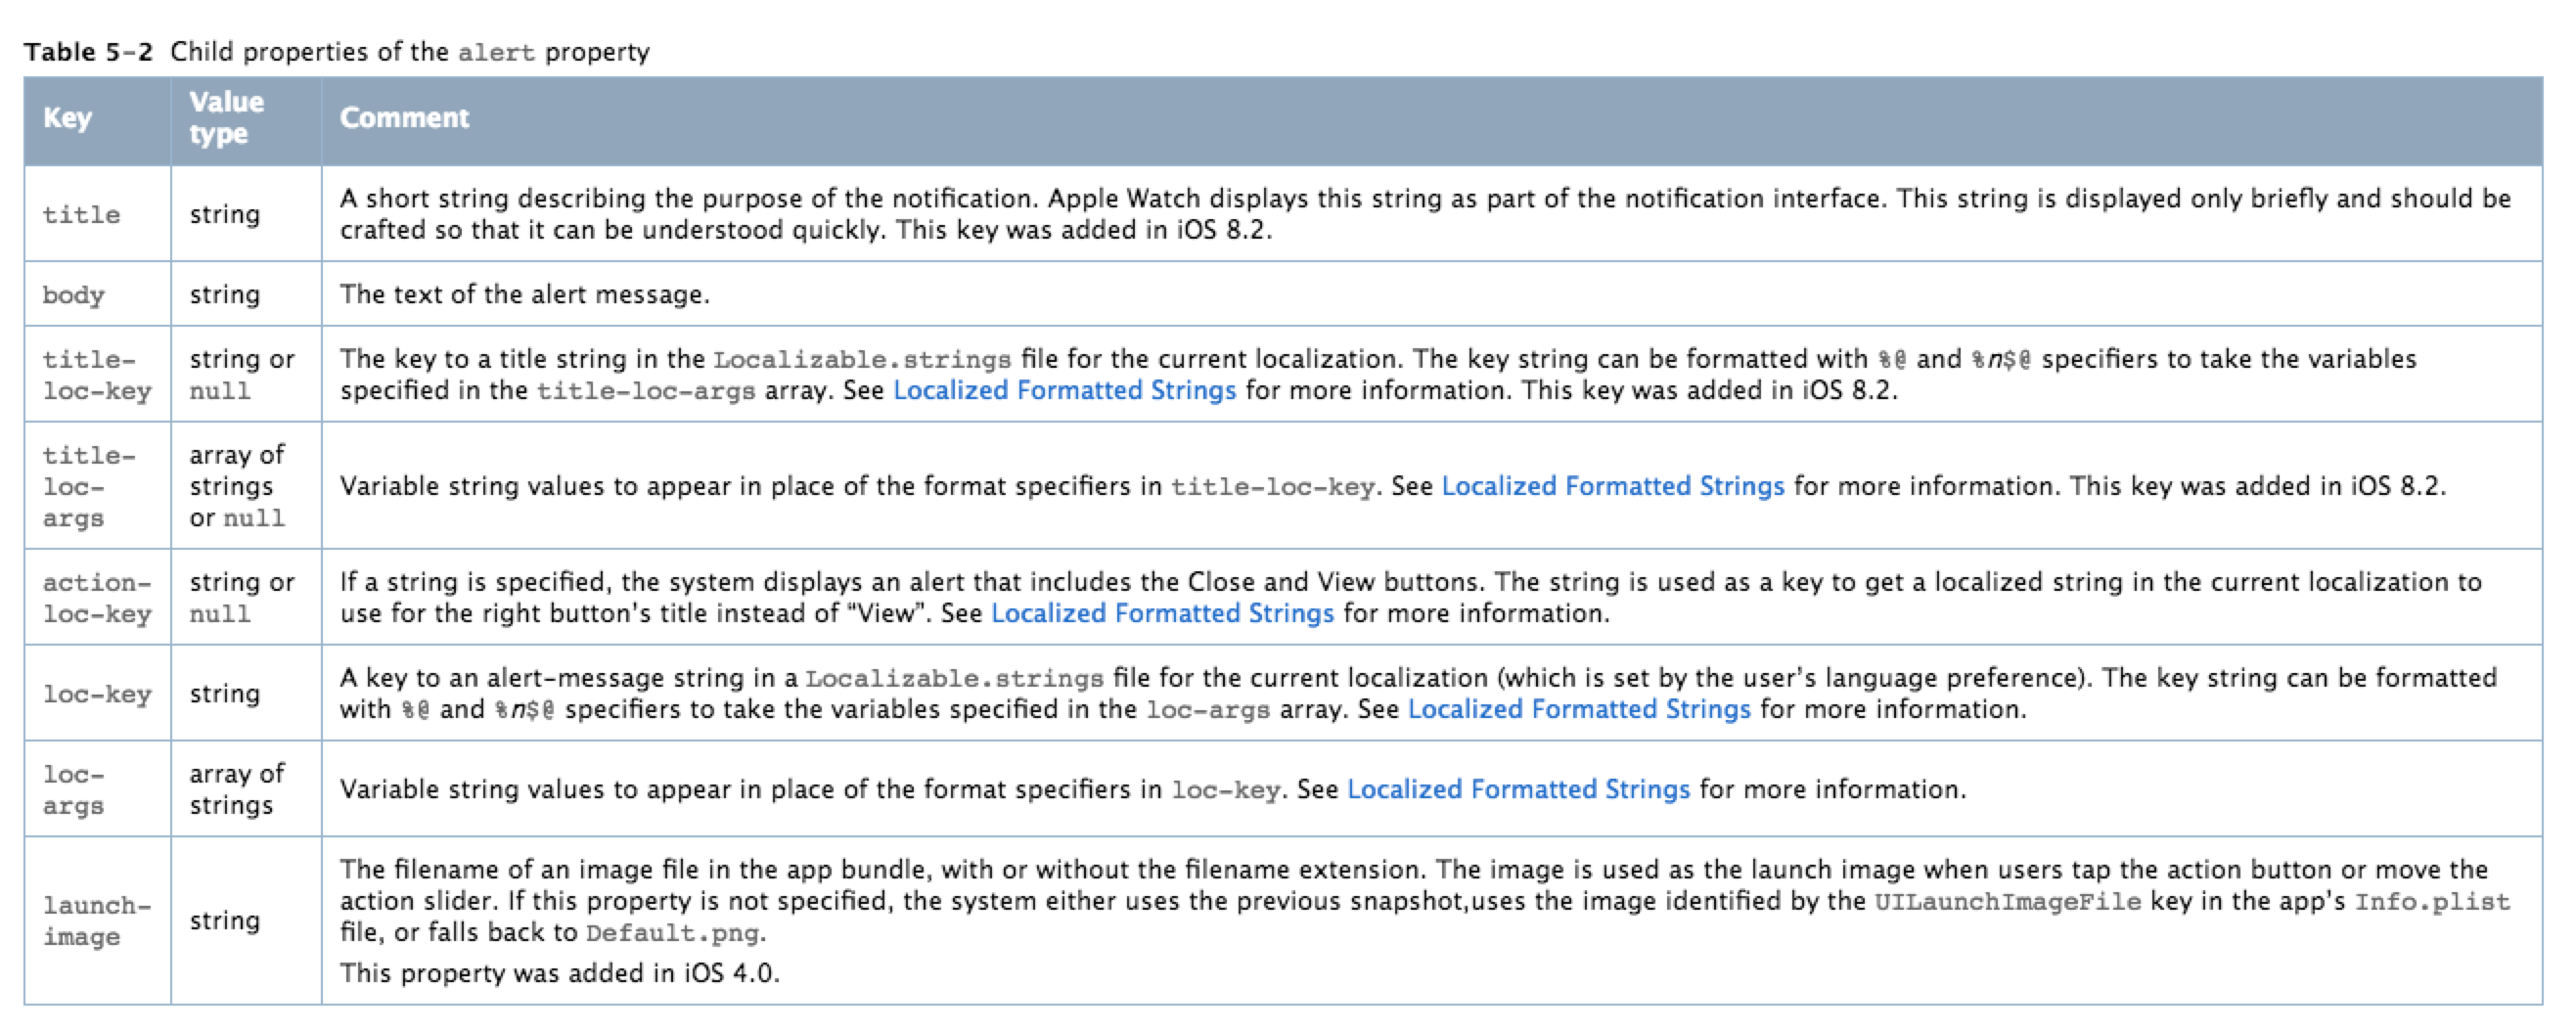 Table 5-2 Child properties of the alert property
Key
Value
type
Comment
title
string
A short string describing the purpose of the notification. Apple Watch displays this string as part of the notification interface. This string is displayed only briefly and should be
crafted so that it can be understood quickly. This key was added in iOS 8.2.
body
string
The text of the alert message.
title-
loc-key
string or
null
The key to a title string in the Localizable.strings file for the current localization. The key string can be formatted with %@ and %n$@ specifiers to take the variables
specified in the title-loc-args array. See Localized Formatted Strings for more information. This key was added in iOS 8.2.
title-
loc-
args
array of
strings
or null
Variable string values to appear in place of the format specifiers in title-loc-key. See Localized Formatted Strings for more information. This key was added in iOS 8.2.
action-
loc-key
string or
null
If a string is specified, the system displays an alert that includes the Close and View buttons. The string is used as a key to get a localized string in the current localization to
use for the right button's title instead of “View”. See Localized Formatted Strings for more information.
loc-key
string
A key to an alert-message string in a Localizable.strings file for the current localization (which is set by the user's language preference). The key string can be formatted
with %@ and %n$@ specifiers to take the variables specified in the loc-args array. See Localized Formatted Strings for more information.
loc-
args
array of
strings
Variable string values to appear in place of the format specifiers in loc-key. See Localized Formatted Strings for more information.
launch-
image
string
The filename of an image file in the app bundle, with or without the filename extension. The image is used as the launch image when users tap the action button or move the
action slider. If this property is not specified, the system either uses the previous snapshot,uses the image identified by the UILaunchImageFile key in the app's Info.plist
file, or falls back to Default.png.
This property was added in iOS 4.0.